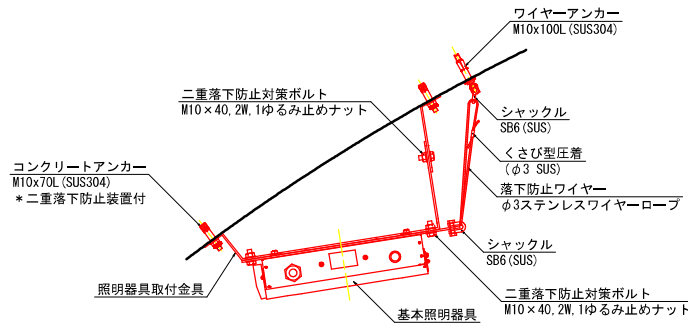 ワイヤーアンカー
M10x100L(SUS304)
二重落下防止対策ボルト
M10×40,2W,1ゆるみ止めナット
シャックル
SB6(SUS)
くさび型圧着
(φ3 SUS)
コンクリートアンカー
M10x70L(SUS304)
*二重落下防止装置付
落下防止ワイヤー
φ3ステンレスワイヤーロープ
シャックル
SB6(SUS)
照明器具取付金具
二重落下防止対策ボルト
M10×40,2W,1ゆるみ止めナット
基本照明器具